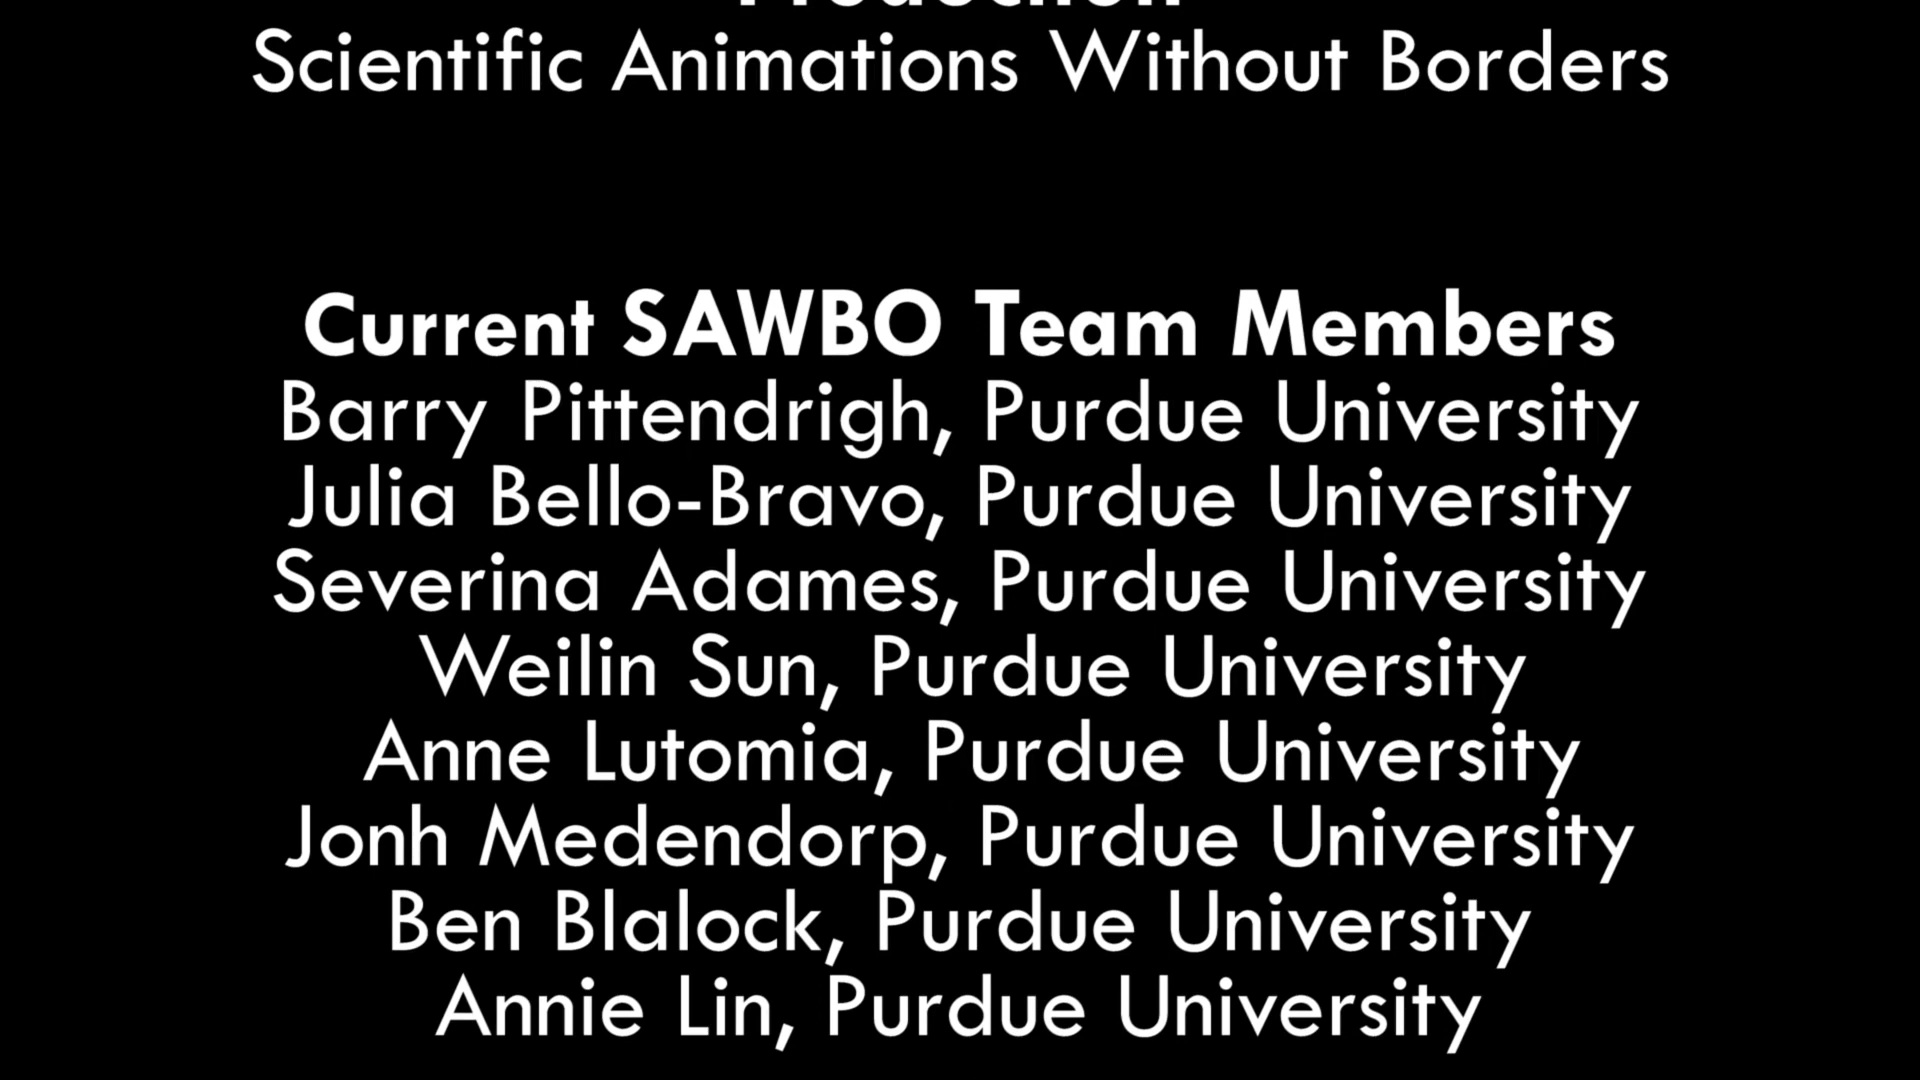 Production
Scientific Animations Without Borders
Current SAWBO Team Members
Barry Pittendrigh, Purdue University
Julia Bello-Bravo, Purdue University
Severina Adames, Purdue University
Weilin Sun, Purdue University
Anne Lutomia, Purdue University
Jonh Medendorp, Purdue University
Ben Blalock, Purdue University
Annie Lin, Purdue University